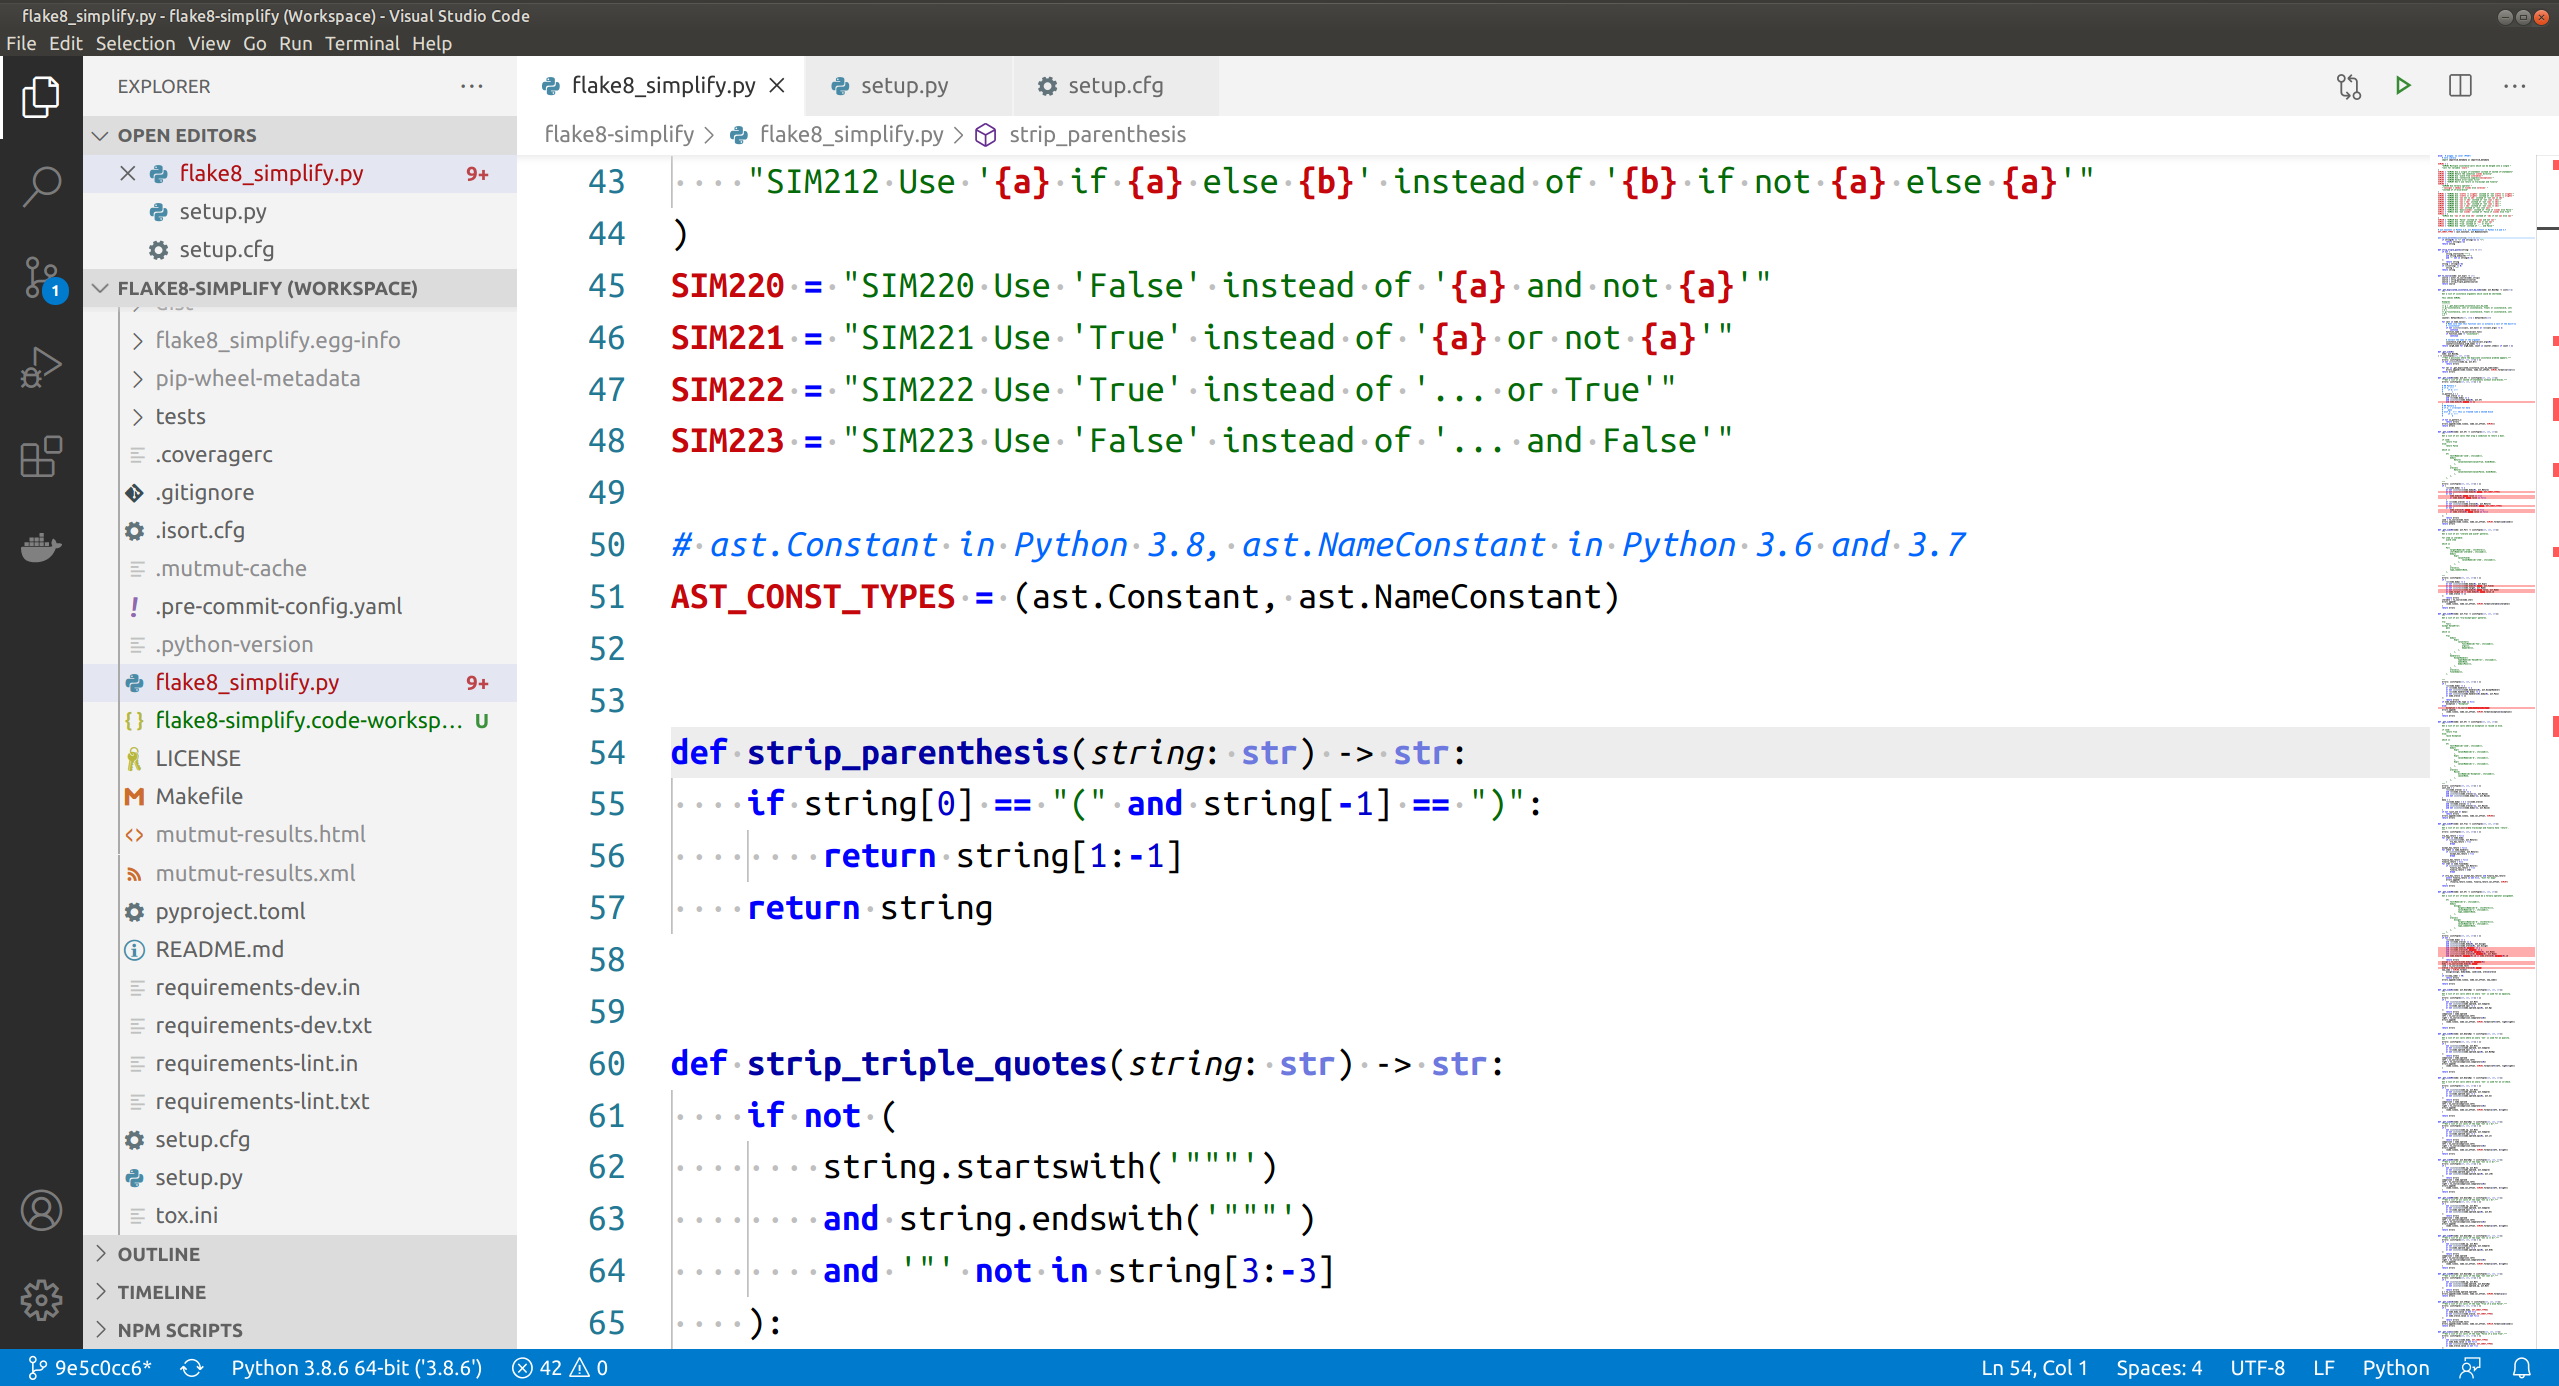 flake8_simplify.py - flake8-simplify (Workspace) - Visual Studio Code
File Edit Selection View Go Run Terminal Help
EXPLORER
OPEN EDITORS
flake8_simplify.py 9+
setup.py
setup.cfg
FLAKE8-SIMPLIFY (WORKSPACE)
flake8_simplify.egg-info
pip-wheel-metadata
tests
.coveragerc
.gitignore
.isort.cfg
.mutmut-cache
.pre-commit-config.yaml
.python-version
flake8_simplify.py 9+
flake8-simplify.code-worksp... U
LICENSE
Makefile
mutmut-results.html
mutmut-results.xml
pyproject.toml
README.md
requirements-dev.in
requirements-dev.txt
requirements-lint.in
requirements-lint.txt
setup.cfg
setup.py
tox.ini
OUTLINE
TIMELINE
NPM SCRIPTS
1
flake8_simplify.py setup.py setup.cfg
flake8-simplify > flake8_simplify.py > strip_parenthesis
43 "SIM212 Use '{a} if {a} else {b}' instead of '{b} if not {a} else {a}'"
44 )
45 SIM220 = "SIM220 Use 'False' instead of '{a} and not {a}'"
46 SIM221 = "SIM221 Use 'True' instead of '{a} or not {a}'"
47 SIM222 = "SIM222 Use 'True' instead of '... or True'"
48 SIM223 = "SIM223 Use 'False' instead of '... and False'"
49
50 # ast.Constant in Python 3.8, ast.NameConstant in Python 3.6 and 3.7
51 AST_CONST_TYPES = (ast.Constant, ast.NameConstant)
52
53
54 def strip_parenthesis(string: str) -> str:
55 if string[0] == "(" and string[-1] == ")":
56 return string[1:-1]
57 return string
58
59
60 def strip_triple_quotes(string: str) -> str:
61 if not (
62 string.startswith('"""')
63 and string.endswith('"""')
64 and '"' not in string[3:-3]
65 ):
9e5c0cc6* Python 3.8.6 64-bit ('3.8.6') 42 0 Ln 54, Col 1 Spaces: 4 UTF-8 LF Python